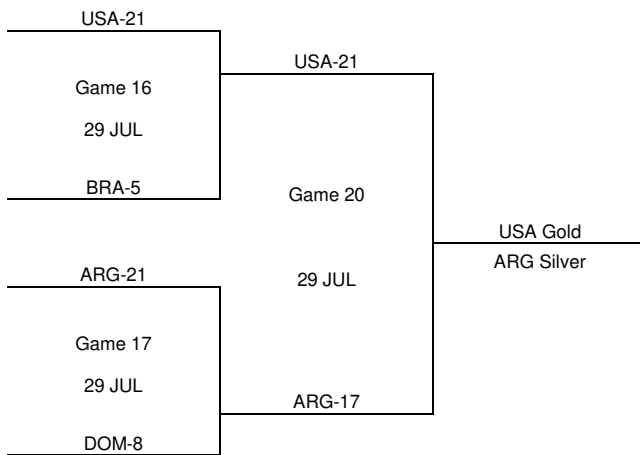 USA-21
Game 16
29 JUL
BRA-5
ARG-21
Game 17
29 JUL
DOM-8
USA-21
Game 20
29 JUL
ARG-17
USA Gold
ARG Silver